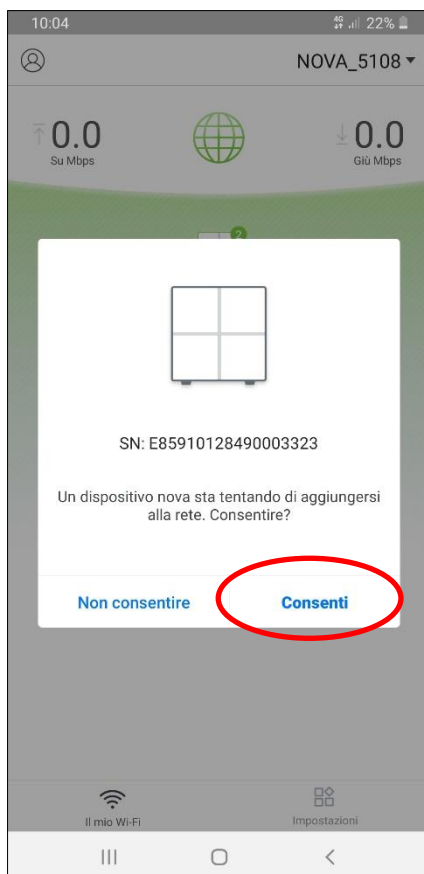 10:04
4G 22%
NOVA_5108
0.0
0.0
Su Mbps
Giù Mbps
2
SN: E85910128490003323
Un dispositivo nova sta tentando di aggiungersi
alla rete. Consentire?
Non consentire
Consenti
Il mio Wi-Fi
Impostazioni